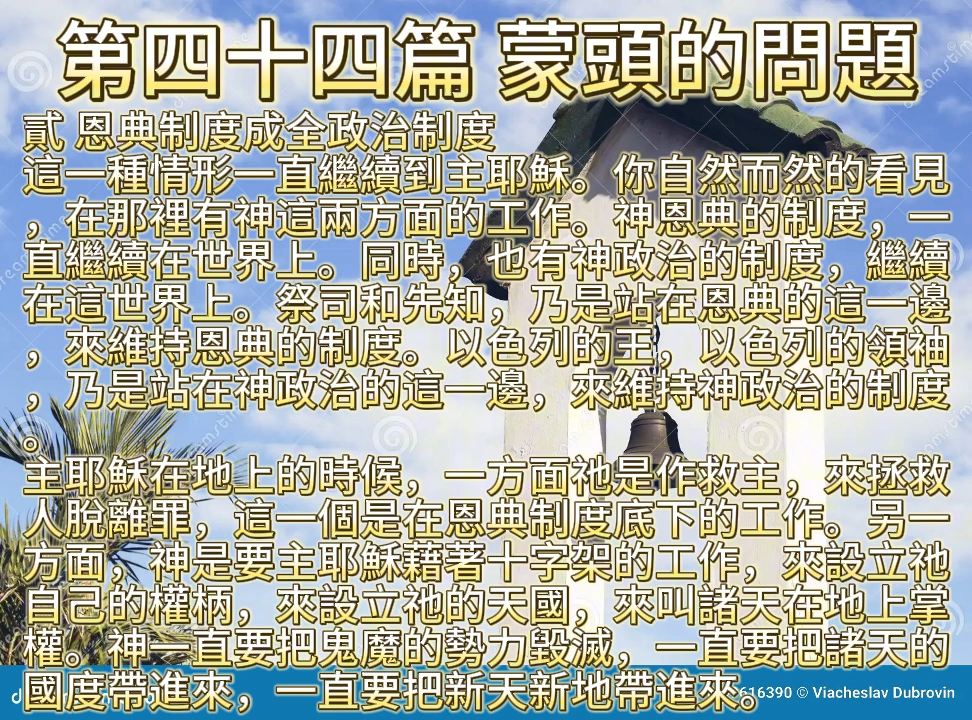 第四十四篇 蒙頭的問題
貳 恩典制度成全政治制度
這一種情形一直繼續到主耶穌。你自然而然的看見
，在那裡有神這兩方面的工作。神恩典的制度，一
直繼續在世界上。同時，也有神政治的制度，繼續
在這世界上。祭司和先知，乃是站在恩典的這一邊
，來維持恩典的制度。以色列的王，以色列的領袖
，乃是站在神政治的這一邊，來維持神政治的制度
。
主耶穌在地上的時候，一方面祂是作救主，來拯救
人脫離罪，這一個是在恩典制度底下的工作。另一
方面，神是要主耶穌藉著十字架的工作，來設立祂
自己的權柄，來設立祂的天國，來叫諸天在地上掌
權。神一直要把鬼魔的勢力毀滅，一直要把諸天的
國度帶進來，一直要把新天新地帶進來。
616390 © Viacheslav Dubrovin